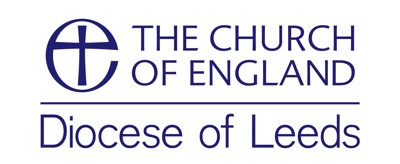 THE CHURCH
OF ENGLAND
Diocese of Leeds